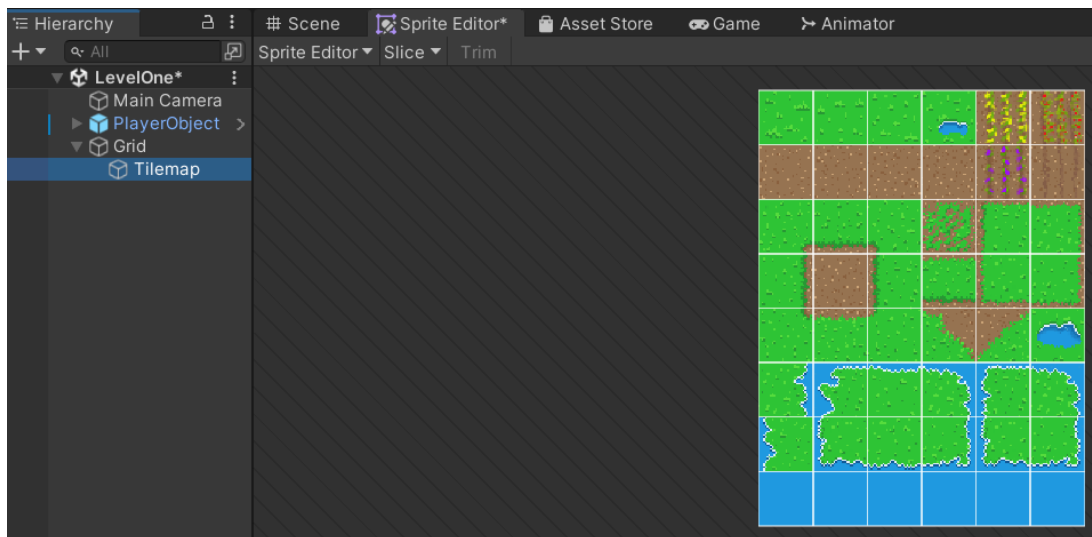 Hierarchy
# Scene
Sprite Editor*
Asset Store
Game
Animator
All
Sprite Editor
Slice
Trim
LevelOne*
Main Camera
PlayerObject
Grid
Tilemap